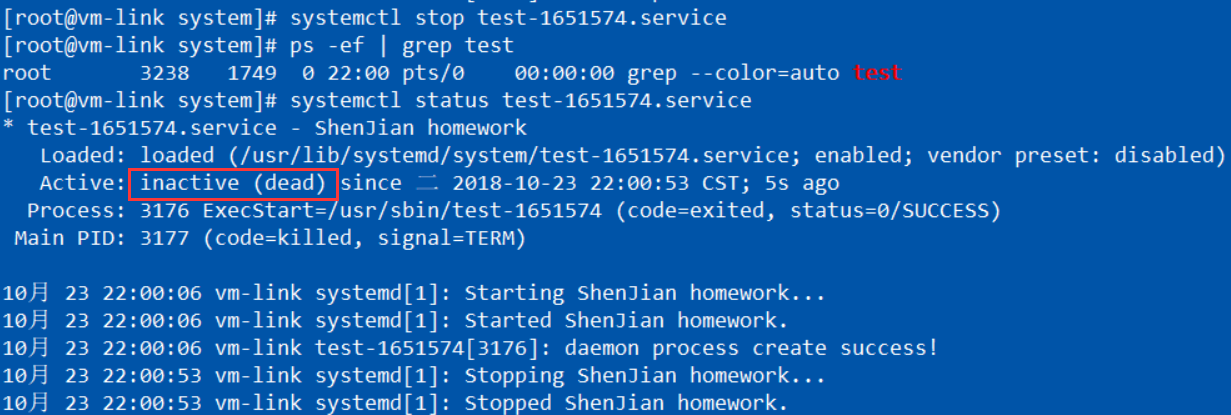 [root@vm-link system]# systemctl stop test-1651574.service
[root@vm-link system]# ps -ef | grep test
root      3238  1749  0 22:00 pts/0    00:00:00 grep --color=auto test
[root@vm-link system]# systemctl status test-1651574.service
* test-1651574.service - ShenJian homework
   Loaded: loaded (/usr/lib/systemd/system/test-1651574.service; enabled; vendor preset: disabled)
   Active: inactive (dead) since 二 2018-10-23 22:00:53 CST; 5s ago
  Process: 3176 ExecStart=/usr/sbin/test-1651574 (code=exited, status=0/SUCCESS)
 Main PID: 3177 (code=killed, signal=TERM)
10月 23 22:00:06 vm-link systemd[1]: Starting ShenJian homework...
10月 23 22:00:06 vm-link systemd[1]: Started ShenJian homework.
10月 23 22:00:06 vm-link test-1651574[3176]: daemon process create success!
10月 23 22:00:53 vm-link systemd[1]: Stopping ShenJian homework...
10月 23 22:00:53 vm-link systemd[1]: Stopped ShenJian homework.